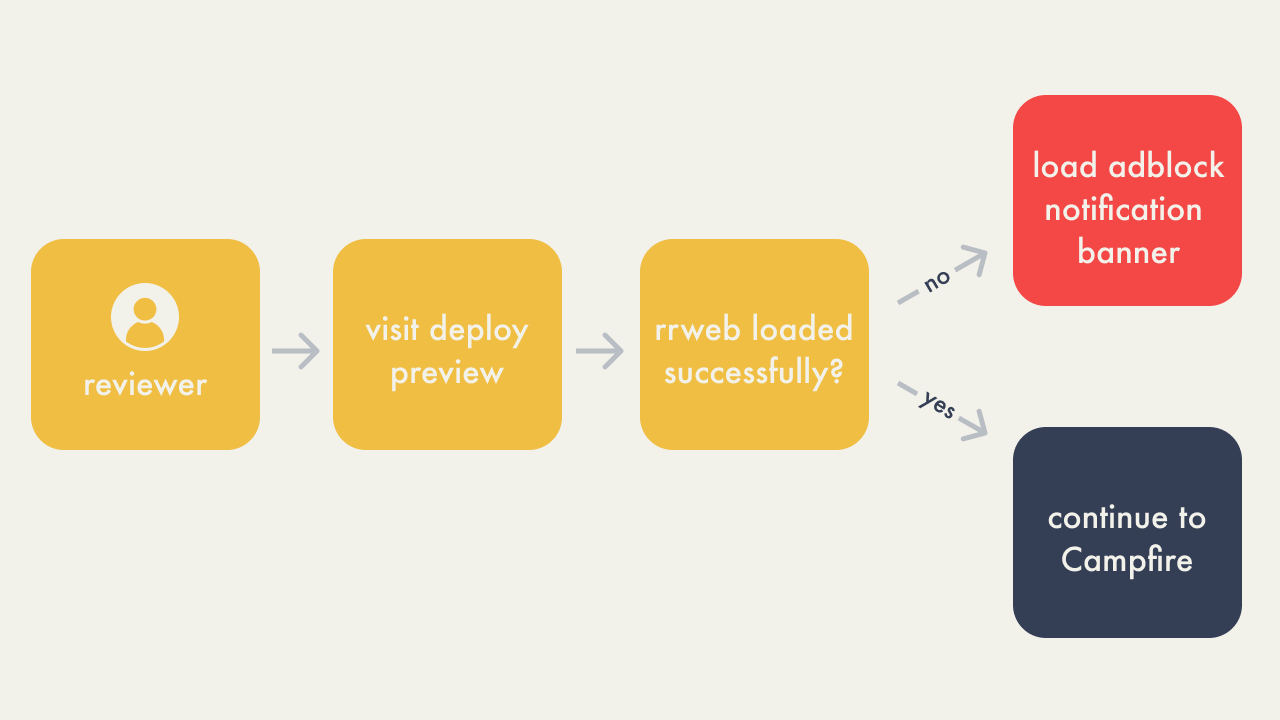 reviewer
visit deploy
preview
rrweb loaded
successfully?
no
load adblock
notification
banner
yes
continue to
Campfire